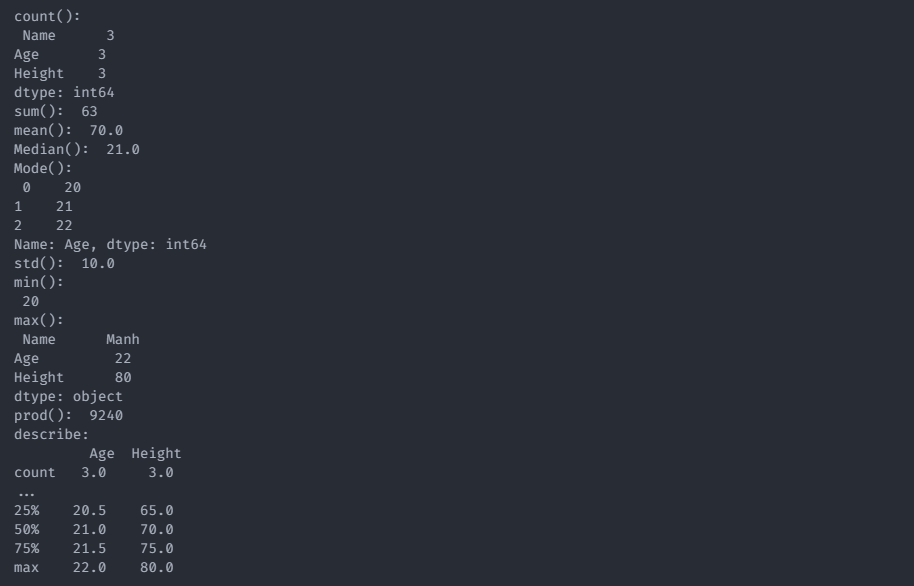 count():
 Name      3
Age       3
Height    3
dtype: int64
sum():  63
mean():  70.0
Median():  21.0
Mode():
 0    20
1    21
2    22
Name: Age, dtype: int64
std():  10.0
min():
 20
max():
 Name      Manh
Age         22
Height      80
dtype: object
prod():  9240
describe:
         Age  Height
count   3.0     3.0
...
25%    20.5    65.0
50%    21.0    70.0
75%    21.5    75.0
max    22.0    80.0